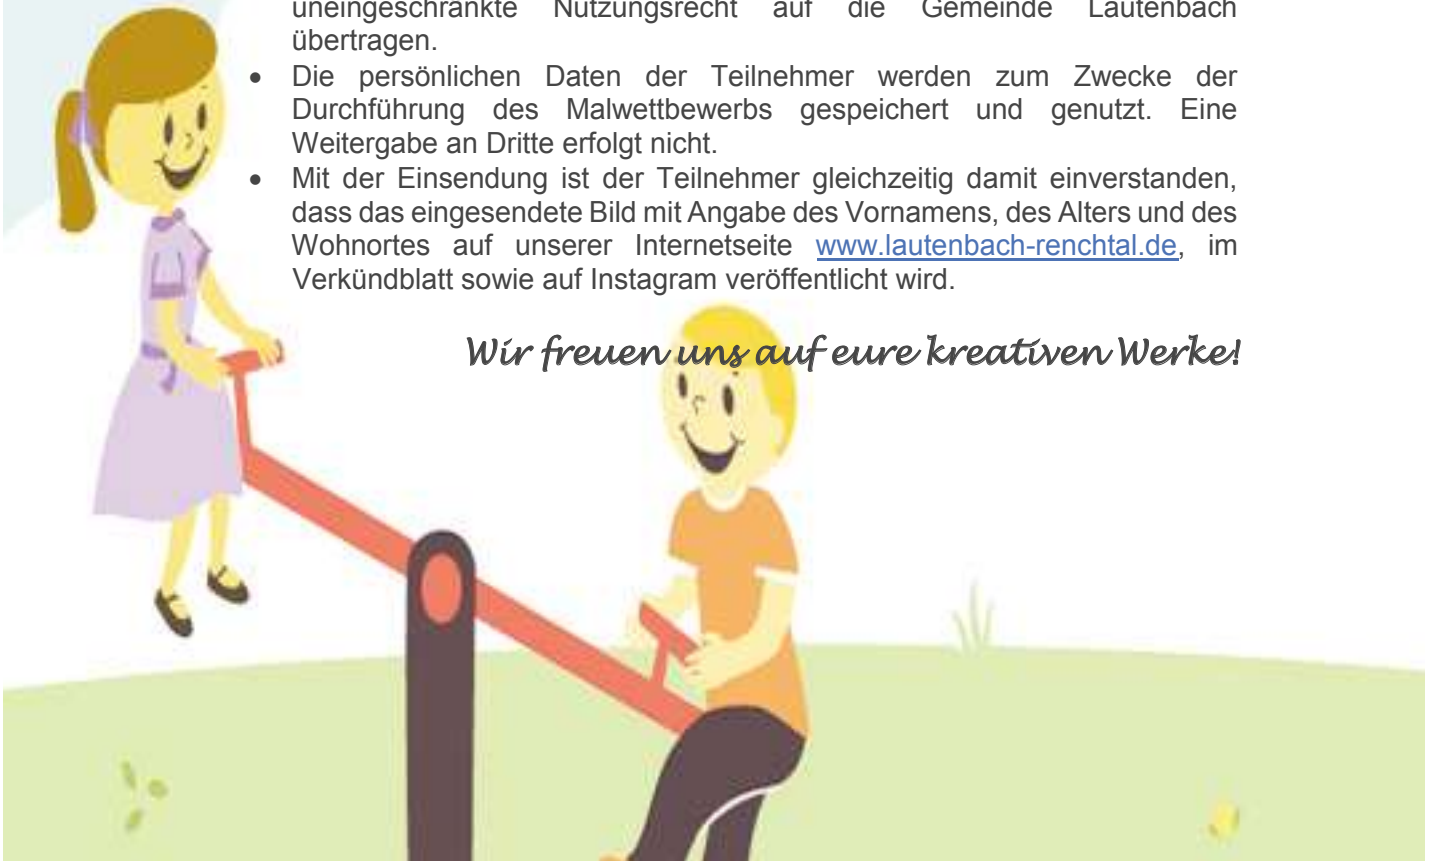 uneingeschränkte Nutzungsrecht auf die Gemeinde Lautenbach
übertragen.
• Die persönlichen Daten der Teilnehmer werden zum Zwecke der
Durchführung des Malwettbewerbs gespeichert und genutzt. Eine
Weitergabe an Dritte erfolgt nicht.
• Mit der Einsendung ist der Teilnehmer gleichzeitig damit einverstanden,
dass das eingesendete Bild mit Angabe des Vornamens, des Alters und des
Wohnortes auf unserer Internetseite www.lautenbach-renchtal.de, im
Verkündblatt sowie auf Instagram veröffentlicht wird.
Wir freuen uns auf eure kreativen Werke!